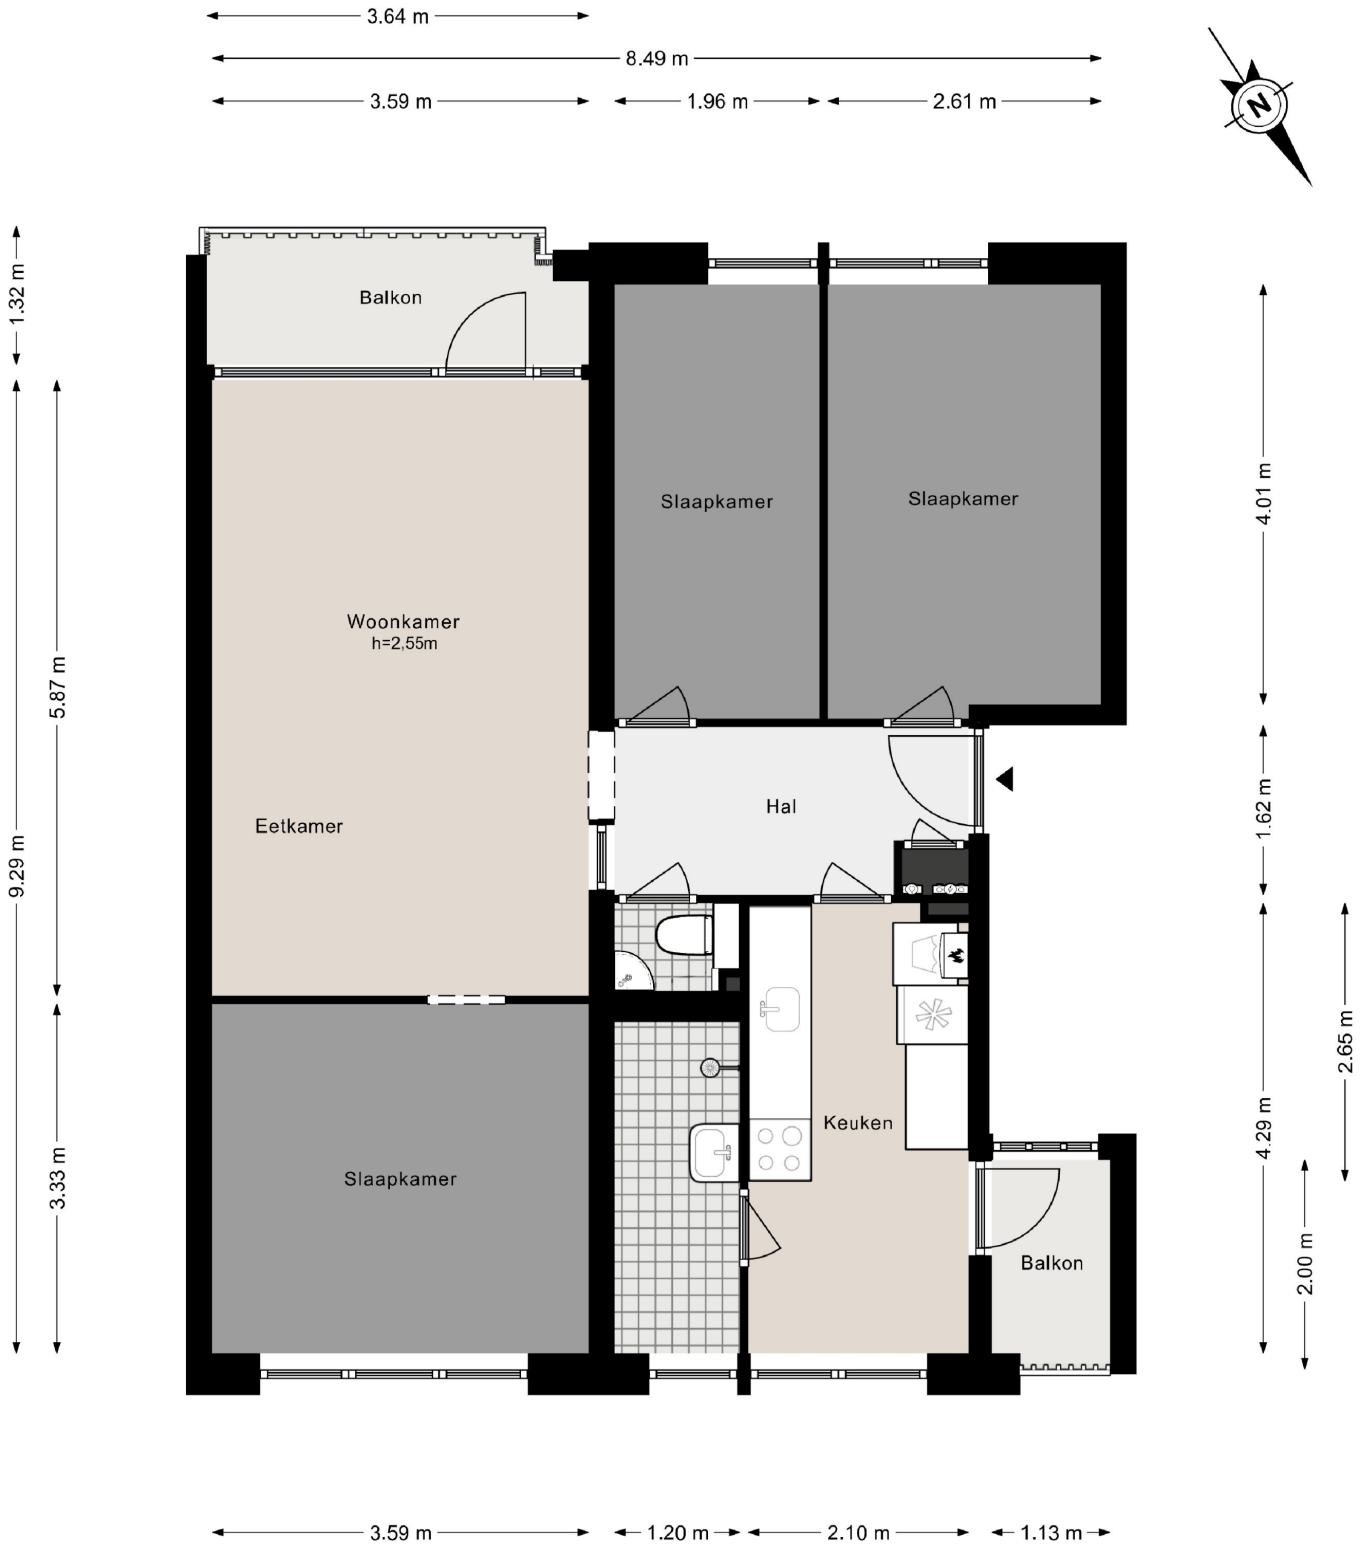 3.64 m
8.49 m
3.59 m
1.96 m
2.61 m
N
1.32 m
Balkon
4.01 m
Slaapkamer
Slaapkamer
Woonkamer
h=2,55m
5.87 m
9.29 m
Eetkamer
Hal
1.62 m
2.65 m
Keuken
4.29 m
Slaapkamer
3.33 m
Balkon
2.00 m
3.59 m
1.20 m
2.10 m
1.13 m